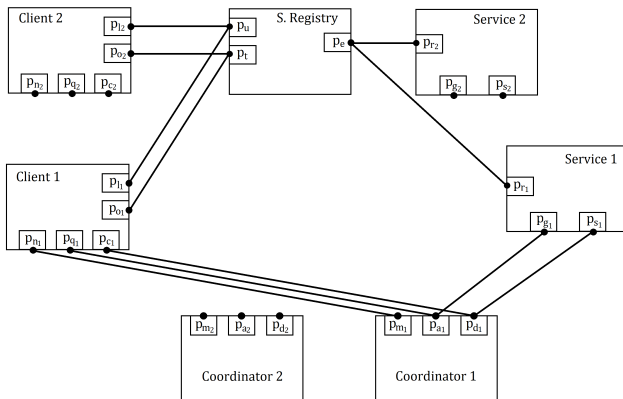 Client 2
p_l2
p_o2
p_n2 p_q2 p_c2
S. Registry
p_u
p_t
p_e
Service 2
p_r2
p_g2 p_s2
Client 1
p_l1
p_o1
p_n1 p_q1 p_c1
Service 1
p_r1
p_g1 p_s1
p_m2 p_a2 p_d2
Coordinator 2
p_m1 p_a1 p_d1
Coordinator 1